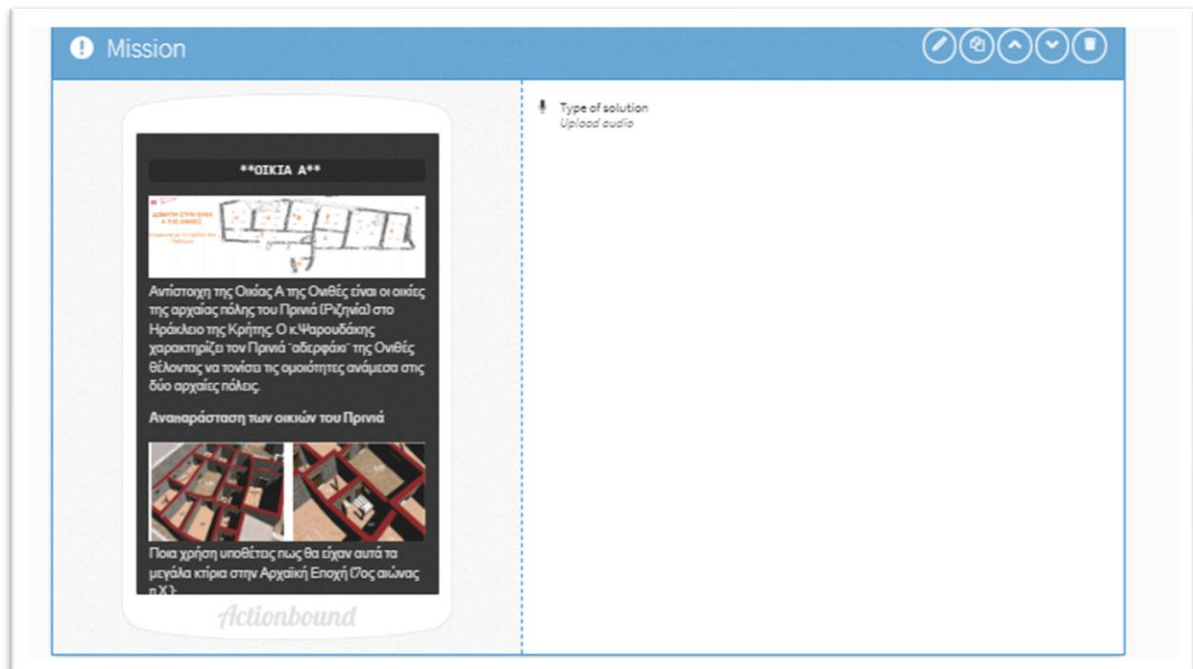 Mission
**ΟΙΚΙΑ Α**
Αντίστοιχη της Οικίας Α της Ονιθές είναι οι οικίες
της αρχαίας πόλης του Πρινιά (Ριζηνία) στο
Ηράκλειο της Κρήτης. Ο κ.Ψαρουδάκης
χαρακτηρίζει τον Πρινιά ¨αδερφάκι¨ της Ονιθές
θέλοντας να τονίσει τις ομοιότητες ανάμεσα στις
δύο αρχαίες πόλεις.
Αναπαράσταση των οικιών του Πρινιά
Ποια χρήση υποθέτεις πως θα είχαν αυτά τα
μεγάλα κτίρια στην Αρχαϊκή Εποχή (7ος αιώνας
π.Χ.);
Actionbound
Type of solution
Upload audio